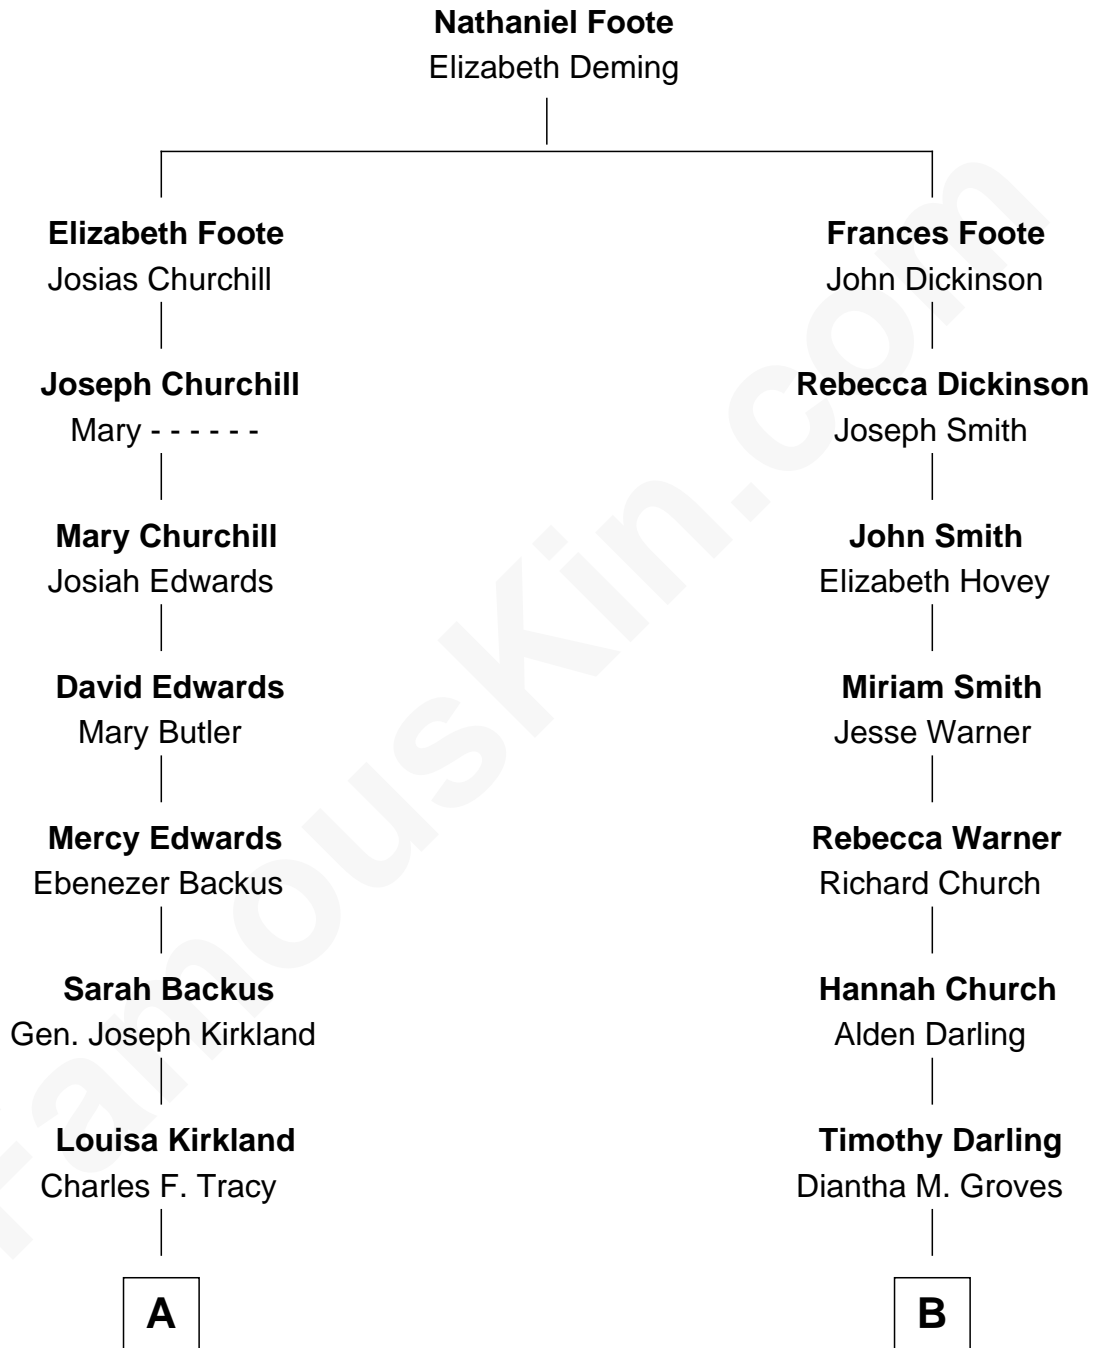 Nathaniel Foote
Elizabeth Deming
Elizabeth Foote
Josias Churchill
Frances Foote
John Dickinson
Joseph Churchill
Mary - - - - - -
Rebecca Dickinson
Joseph Smith
Mary Churchill
Josiah Edwards
John Smith
Elizabeth Hovey
David Edwards
Mary Butler
Miriam Smith
Jesse Warner
Mercy Edwards
Ebenezer Backus
Rebecca Warner
Richard Church
Sarah Backus
Gen. Joseph Kirkland
Hannah Church
Alden Darling
Louisa Kirkland
Charles F. Tracy
Timothy Darling
Diantha M. Groves
A
B
FamousKin.com